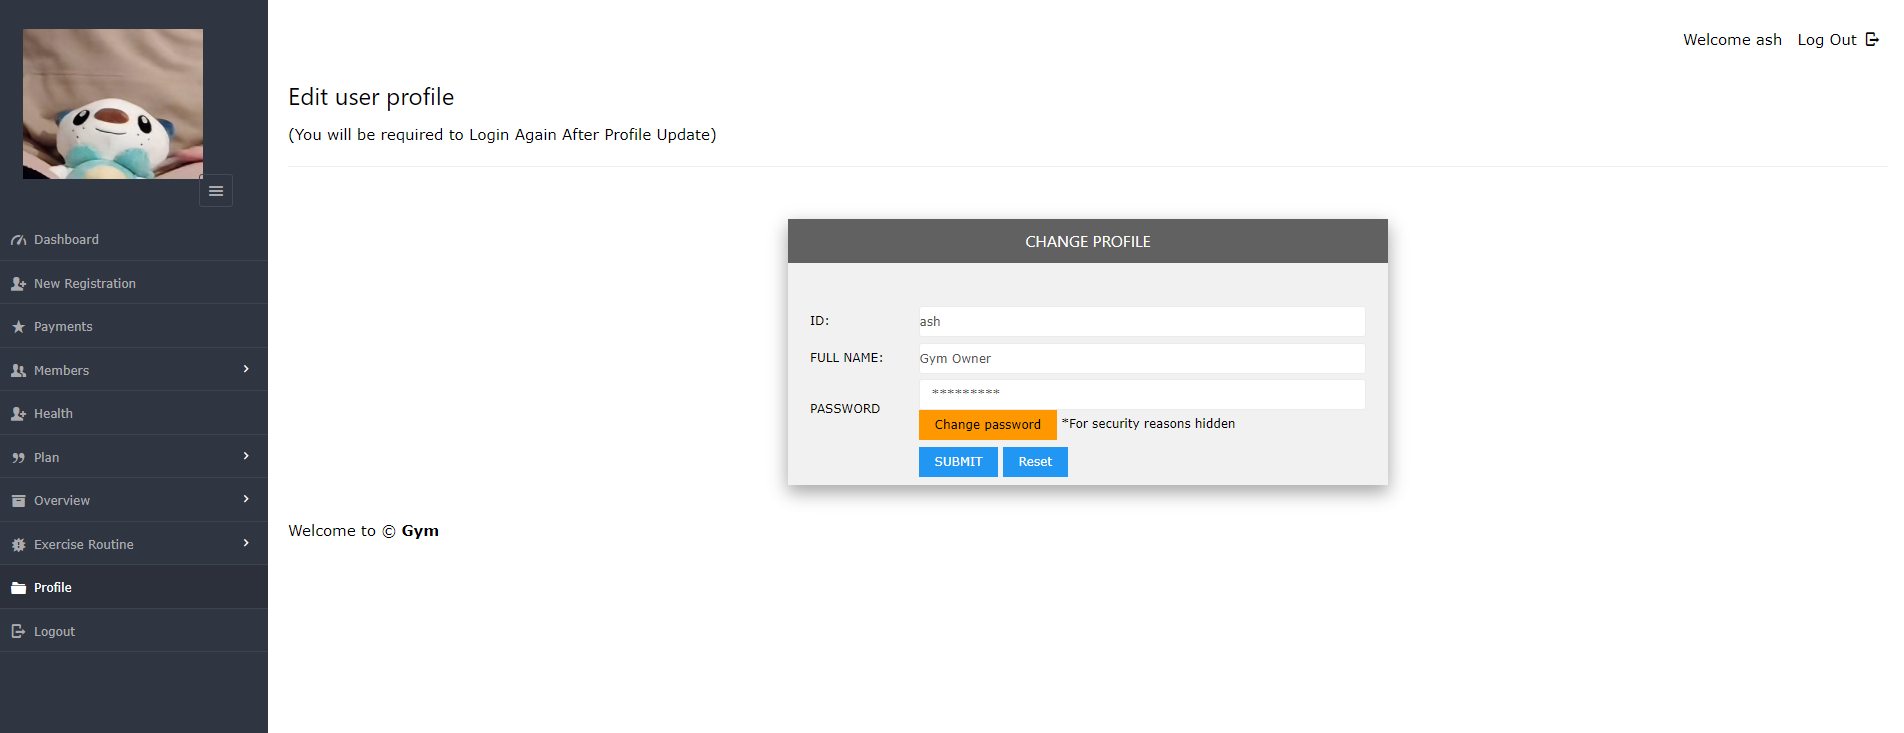 Welcome ash Log Out
Edit user profile
(You will be required to Login Again After Profile Update)
Dashboard
New Registration
Payments
Members
Health
Plan
Overview
Exercise Routine
Profile
Logout
CHANGE PROFILE
ID: ash
FULL NAME: Gym Owner
PASSWORD *********
Change password *For security reasons hidden
SUBMIT Reset
Welcome to © Gym